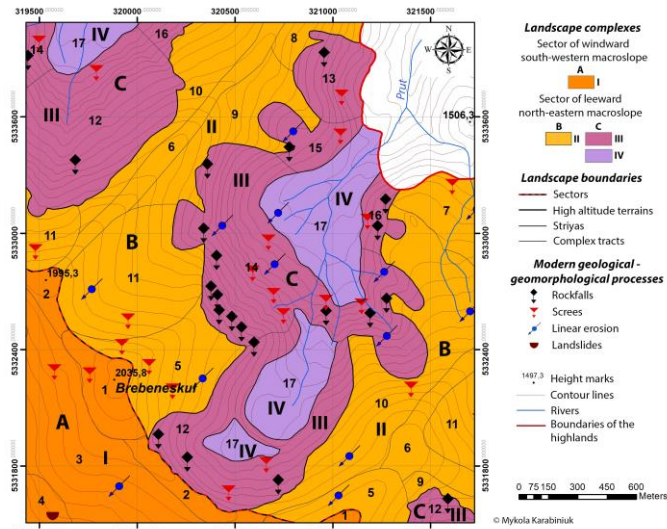 319500 320000 320500 321000 321500
IV 16 8
14 17
C 13
10
III 9
12 II 15
6
Prut
1506,3
5333600
5333600
III IV
17 16 7
11 B
5333000
5333000
1995,3 14 C
2 11
B
5332400
5332400
2035,8 5
Brebeneskul
1 17
A IV 10
12 III II 11
17 IV
I 6
3 2 9
5
4 1 C 12 III
5331800
5331800
319500 320000 320500 321000 321500
N
W E
S
Landscape complexes
Sector of windward
south-western macroslope
A
I
Sector of leeward
north-eastern macroslope
B C
II III
IV
Landscape boundaries
Sectors
High altitude terrains
Striyas
Complex tracts
Modern geological -
geomorphological processes
Rockfalls
Screes
Linear erosion
Landslides
1497,3 Height marks
Contour lines
Rivers
Boundaries of the
highlands
0 75 150 300 450 600
Meters
© Mykola Karabiniuk